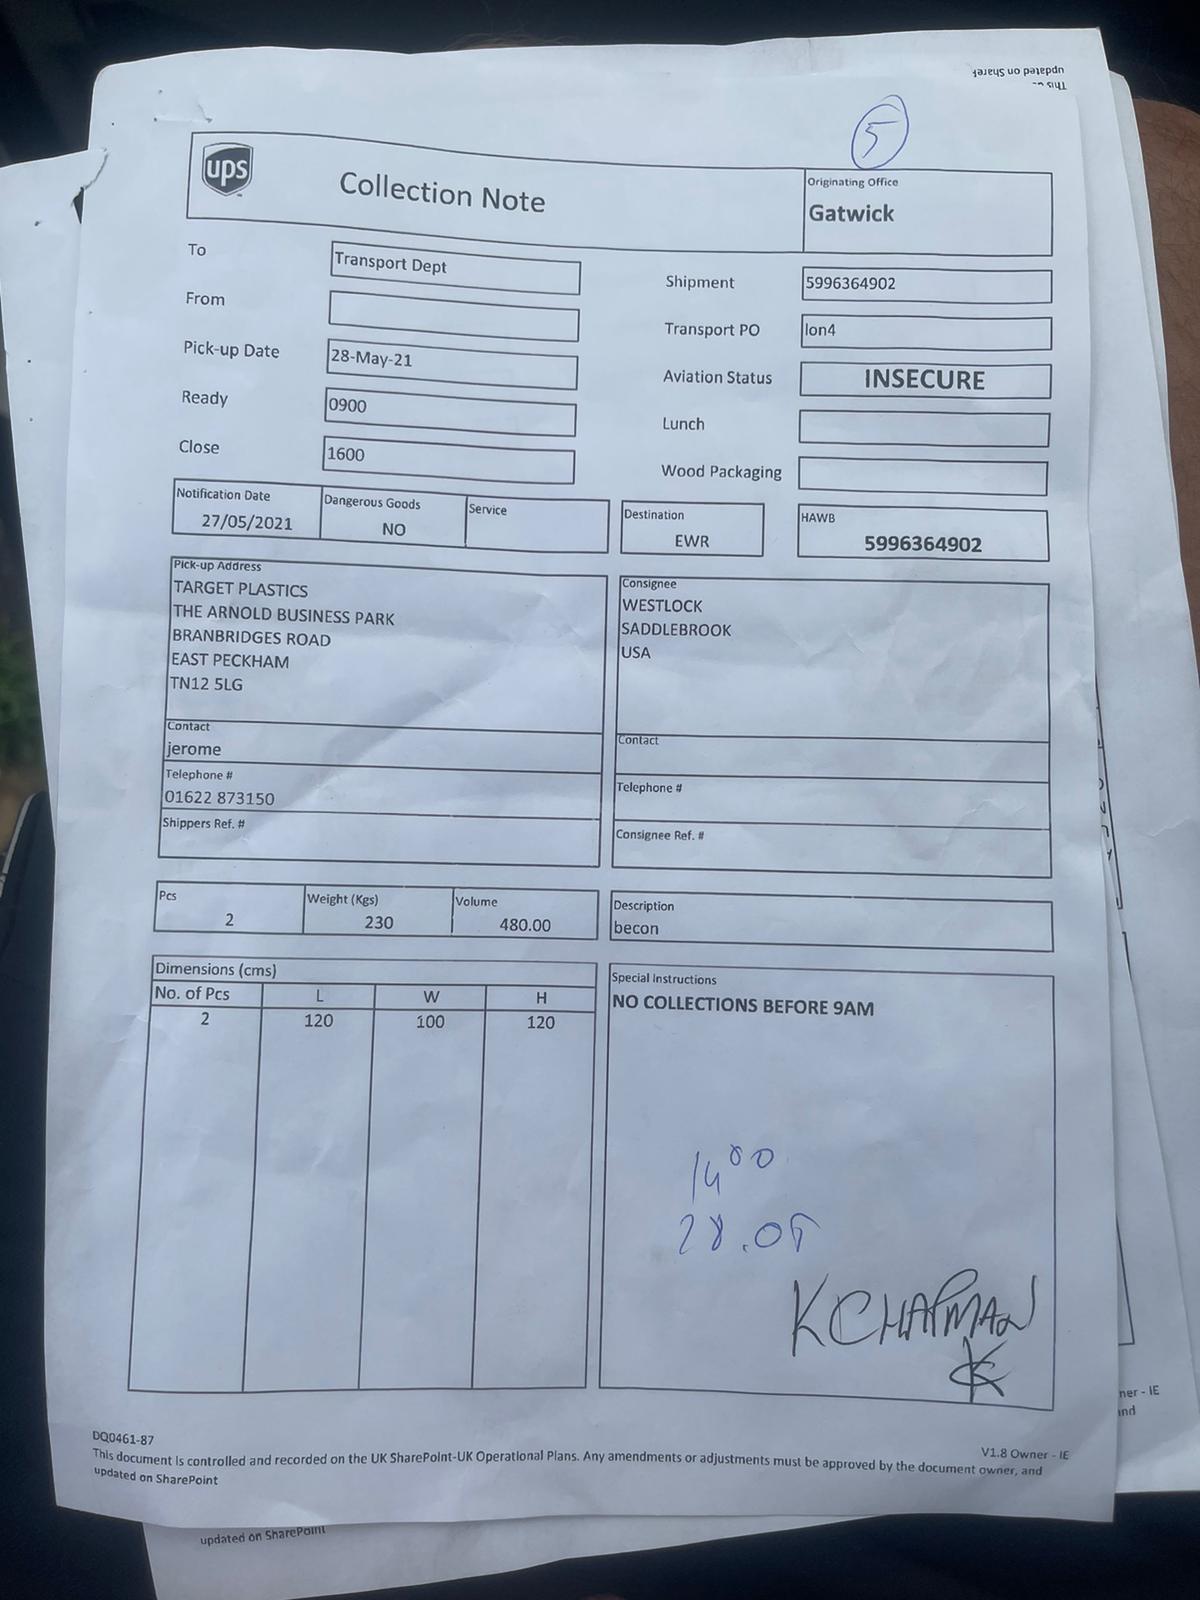 This
updated on Sharef
5
ups
Collection Note
Originating Office
Gatwick
To
Transport Dept
From
Pick-up Date
28-May-21
Ready
0900
Close
1600
Shipment
5996364902
Transport PO
lon4
Aviation Status
INSECURE
Lunch
Wood Packaging
Notification Date
27/05/2021
Dangerous Goods
NO
Service
Destination
EWR
HAWB
5996364902
Pick-up Address
TARGET PLASTICS
THE ARNOLD BUSINESS PARK
BRANBRIDGES ROAD
EAST PECKHAM
TN12 5LG
Contact
jerome
Telephone #
01622 873150
Shippers Ref. #
Consignee
WESTLOCK
SADDLEBROOK
USA
Contact
Telephone #
Consignee Ref. #
Pcs
2
Weight (Kgs)
230
Volume
480.00
Description
becon
Dimensions (cms)
No. of Pcs L W H
2 120 100 120
Special Instructions
NO COLLECTIONS BEFORE 9AM
14 00
28.05
K CHAPMAN
DQ0461-87
V1.8 Owner - IE
This document is controlled and recorded on the UK SharePoint-UK Operational Plans. Any amendments or adjustments must be approved by the document owner, and
updated on SharePoint
ner - IE
and
updated on SharePoint